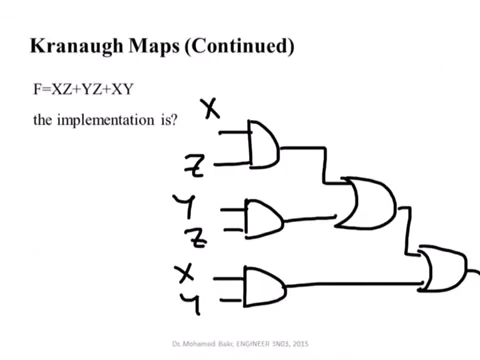 Kranaugh Maps (Continued)
F=XZ+YZ+XY
the implementation is?
X
Z
Y
Z
X
Y
Dr. Mohamed Bakr, ENGINEER 3N03, 2015